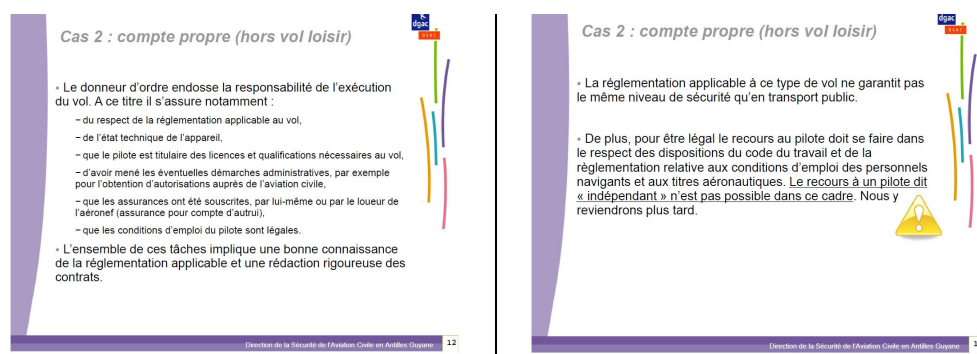 Cas 2 : compte propre (hors vol loisir)
dgac
DSAC
- Le donneur d'ordre endosse la responsabilité de l'exécution
du vol. A ce titre il s'assure notamment :
– du respect de la réglementation applicable au vol,
– de l'état technique de l'appareil,
– que le pilote est titulaire des licences et qualifications nécessaires au vol,
– d'avoir mené les éventuelles démarches administratives, par exemple
pour l'obtention d'autorisations auprès de l'aviation civile,
– que les assurances ont été souscrites, par lui-même ou par le loueur de
l'aéronef (assurance pour compte d'autrui),
– que les conditions d'emploi du pilote sont légales.
- L'ensemble de ces tâches implique une bonne connaissance
de la réglementation applicable et une rédaction rigoureuse des
contrats.
Direction de la Sécurité de l'Aviation Civile en Antilles Guyane
12
Cas 2 : compte propre (hors vol loisir)
dgac
DSAC
- La réglementation applicable à ce type de vol ne garantit pas
le même niveau de sécurité qu'en transport public.
- De plus, pour être légal le recours au pilote doit se faire dans
le respect des dispositions du code du travail et de la
règlementation relative aux conditions d'emploi des personnels
navigants et aux titres aéronautiques. Le recours à un pilote dit
« indépendant » n'est pas possible dans ce cadre. Nous y
reviendrons plus tard.
Direction de la Sécurité de l'Aviation Civile en Antilles Guyane